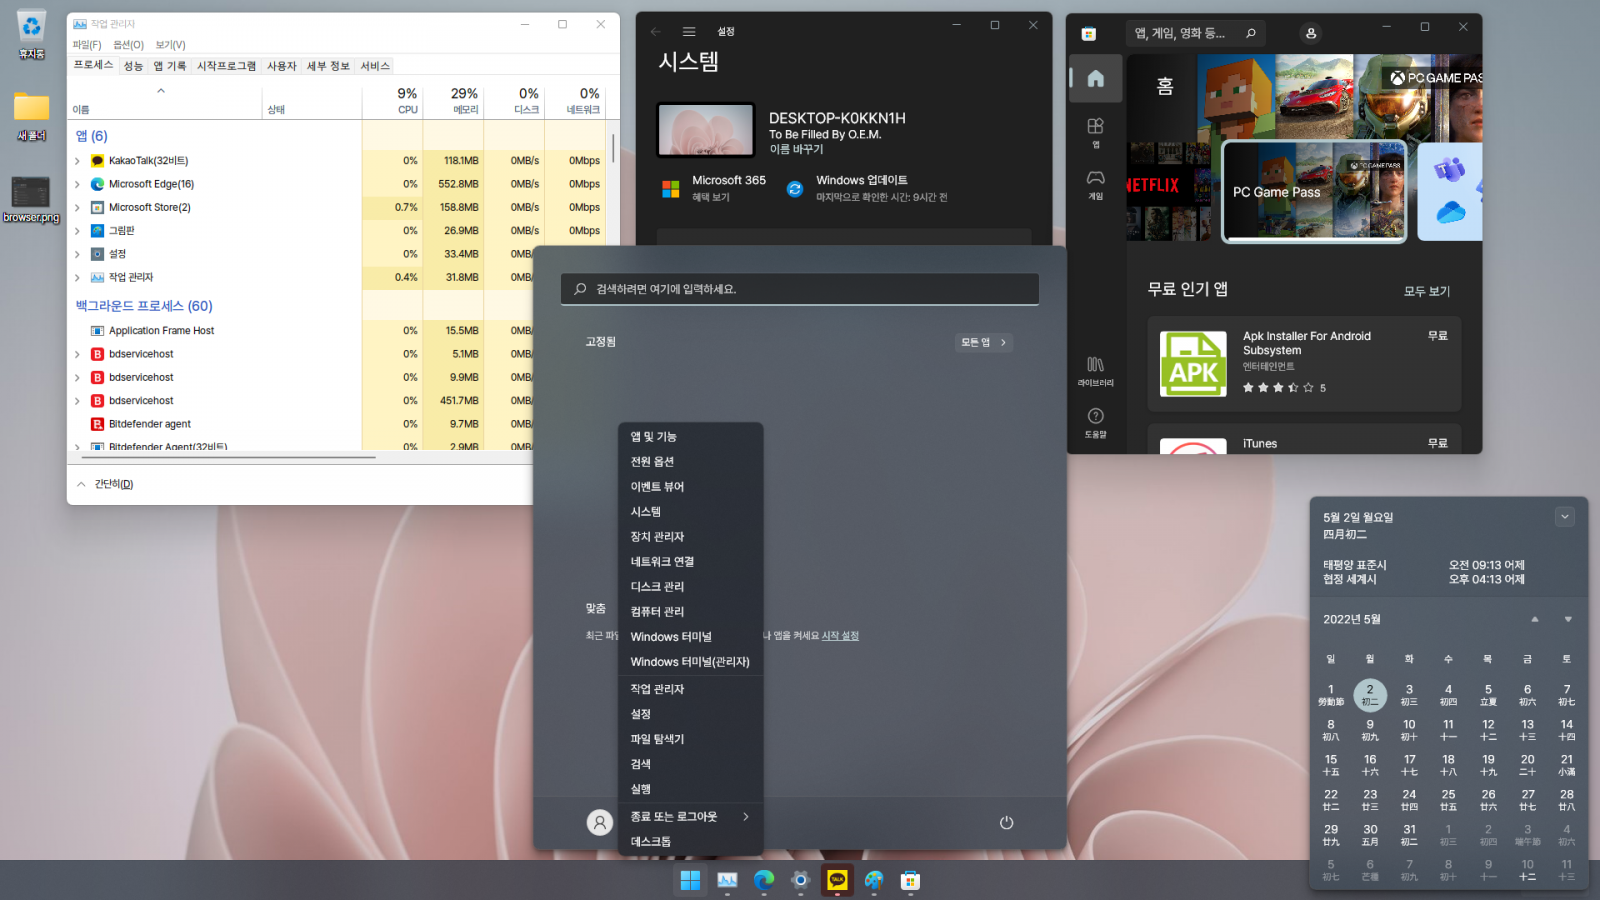 휴지통
새 폴더
browser.png
작업 관리자
파일(F) 옵션(O) 보기(V)
프로세스 성능 앱 기록 시작프로그램 사용자 세부 정보 서비스
9% 29% 0% 0%
이름 상태 CPU 메모리 디스크 네트워크
앱 (6)
KakaoTalk(32비트) 0% 118.1MB 0MB/s 0Mbps
Microsoft Edge(16) 0% 552.8MB 0MB/s 0Mbps
Microsoft Store(2) 0.7% 158.8MB 0MB/s 0Mbps
그림판 0% 26.9MB 0MB/s 0Mbps
설정 0% 33.4MB 0MB/
작업 관리자 0.4% 31.8MB 0MB/
백그라운드 프로세스 (60)
Application Frame Host 0% 15.5MB 0MB/
bdservicehost 0% 5.1MB 0MB/
bdservicehost 0% 9.9MB 0MB/
bdservicehost 0% 451.7MB 0MB/
Bitdefender agent 0% 9.7MB 0MB/
Bitdefender Agent(32비트) 0% 2.9MB 0MB/
간단히(D)
설정
시스템
DESKTOP-K0KKN1H
To Be Filled By O.E.M.
이름 바꾸기
Microsoft 365
혜택 보기
Windows 업데이트
마지막으로 확인한 시간: 9시간 전
앱, 게임, 영화 등...
홈
PC GAME PAS
앱
게임
NETFLIX
PC GAME PASS
PC Game Pass
무료 인기 앱 모두 보기
APK
Apk Installer For Android Subsystem 무료
엔터테인먼트
5
iTunes 무료
라이브러리
도움말
검색하려면 여기에 입력하세요.
고정됨 모든 앱
맞춤
최근 파일 나 앱을 켜세요 시작 설정
앱 및 기능
전원 옵션
이벤트 뷰어
시스템
장치 관리자
네트워크 연결
디스크 관리
컴퓨터 관리
Windows 터미널
Windows 터미널(관리자)
작업 관리자
설정
파일 탐색기
검색
실행
종료 또는 로그아웃
데스크톱
TALK
5월 2일 월요일
四月初二
태평양 표준시 오전 09:13 어제
협정 세계시 오후 04:13 어제
2022년 5월
일 월 화 수 목 금 토
1 2 3 4 5 6 7
勞動節 初二 初三 初四 立夏 初六 初七
8 9 10 11 12 13 14
初八 初九 初十 十一 十二 十三 十四
15 16 17 18 19 20 21
十五 十六 十七 十八 十九 二十 小滿
22 23 24 25 26 27 28
廿二 廿三 廿四 廿五 廿六 廿七 廿八
29 30 31 1 2 3 4
廿九 五月 初二 初三 初四 端午節 初六
5 6 7 8 9 10 11
初七 芒種 初九 初十 十一 十二 十三